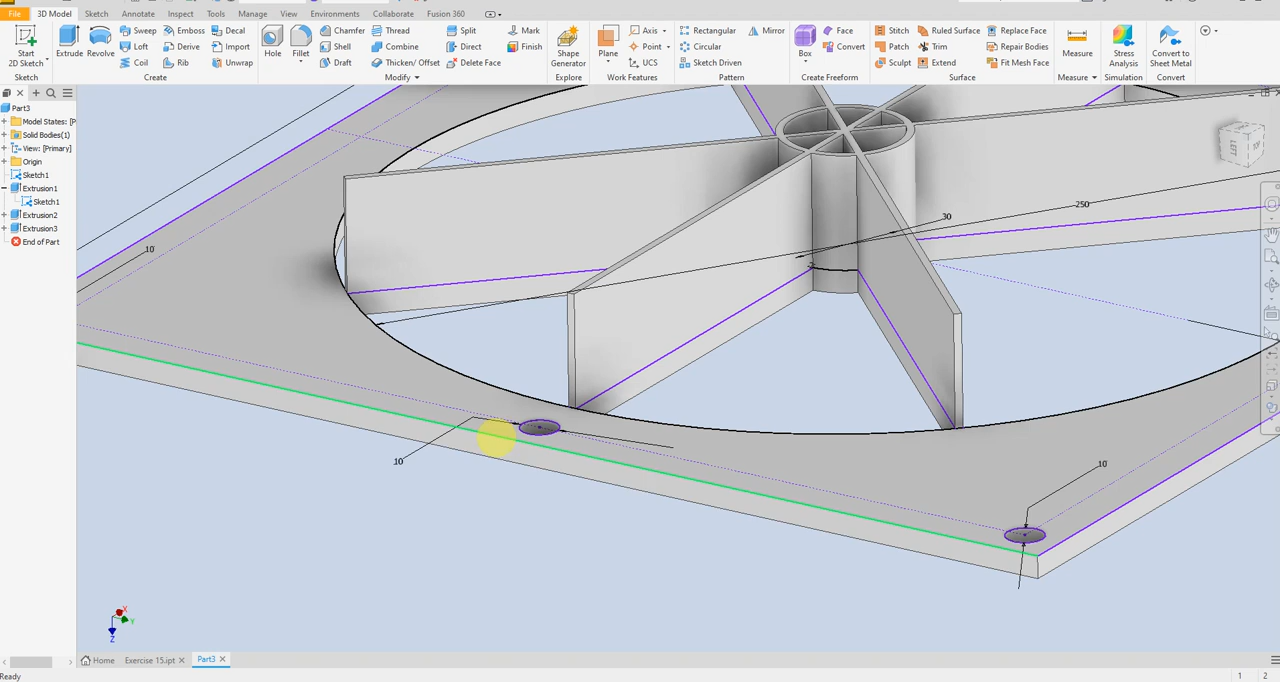 File 3D Model Sketch Annotate Inspect Tools Manage View Environments Collaborate Fusion 360
Start
2D Sketch
Sketch
Extrude
Revolve
Sweep
Loft
Coil
Emboss
Derive
Rib
Decal
Import
Unwrap
Create
Hole
Fillet
Chamfer
Shell
Draft
Thread
Combine
Thicken/ Offset
Split
Direct
Delete Face
Mark
Finish
Modify
Shape
Generator
Explore
Plane
Axis
Point
UCS
Work Features
Rectangular
Circular
Sketch Driven
Mirror
Pattern
Box
Face
Convert
Create Freeform
Stitch
Patch
Sculpt
Ruled Surface
Trim
Extend
Replace Face
Repair Bodies
Fit Mesh Face
Surface
Measure
Measure
Stress
Analysis
Simulation
Convert to
Sheet Metal
Convert
Part3
Model States: [P
Solid Bodies(1)
View: [Primary]
Origin
Sketch1
Extrusion1
Sketch1
Extrusion2
Extrusion3
End of Part
10
30
250
10
10
LEFT
X
Y
Z
Home
Exercise 15.ipt
Part3
Ready
1
2